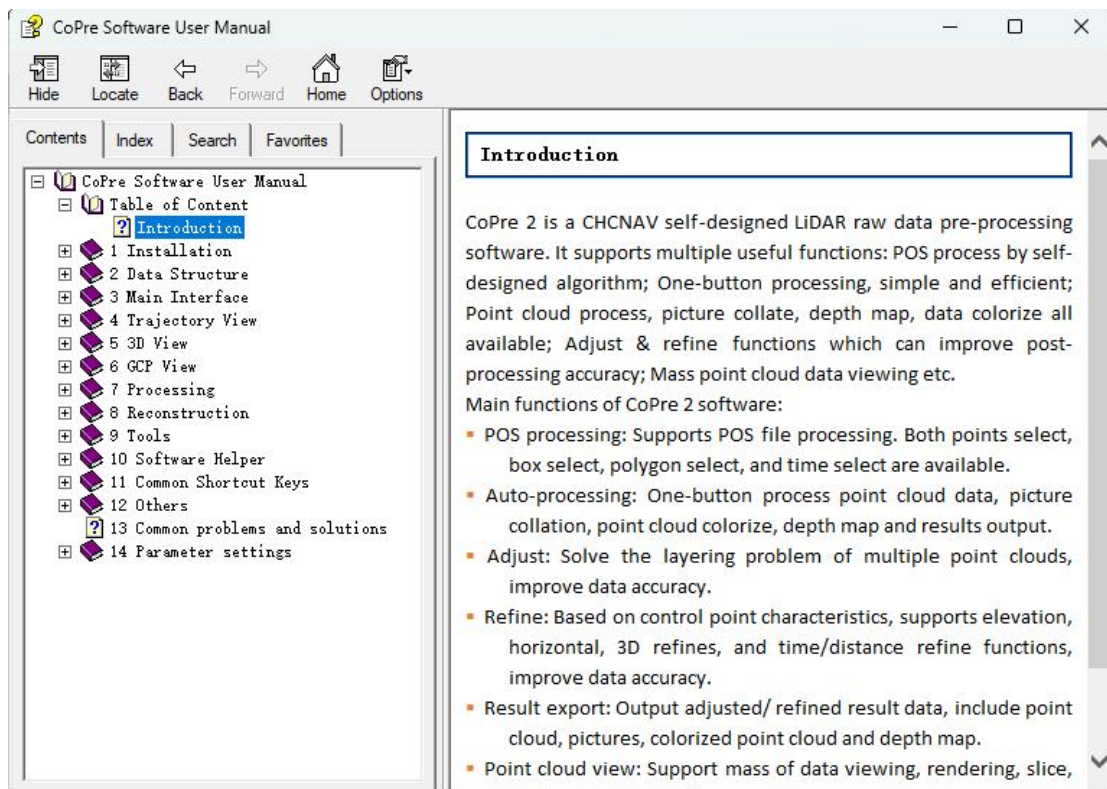 CoPre Software User Manual
Hide Locate Back Forward Home Options
Contents Index Search Favorites
CoPre Software User Manual
Table of Content
Introduction
1 Installation
2 Data Structure
3 Main Interface
4 Trajectory View
5 3D View
6 GCP View
7 Processing
8 Reconstruction
9 Tools
10 Software Helper
11 Common Shortcut Keys
12 Others
13 Common problems and solutions
14 Parameter settings
Introduction
CoPre 2 is a CHCNAV self-designed LiDAR raw data pre-processing
software. It supports multiple useful functions: POS process by self-
designed algorithm; One-button processing, simple and efficient;
Point cloud process, picture collate, depth map, data colorize all
available; Adjust & refine functions which can improve post-
processing accuracy; Mass point cloud data viewing etc.
Main functions of CoPre 2 software:
▪ POS processing: Supports POS file processing. Both points select,
box select, polygon select, and time select are available.
▪ Auto-processing: One-button process point cloud data, picture
collation, point cloud colorize, depth map and results output.
▪ Adjust: Solve the layering problem of multiple point clouds,
improve data accuracy.
▪ Refine: Based on control point characteristics, supports elevation,
horizontal, 3D refines, and time/distance refine functions,
improve data accuracy.
▪ Result export: Output adjusted/ refined result data, include point
cloud, pictures, colorized point cloud and depth map.
▪ Point cloud view: Support mass of data viewing, rendering, slice,